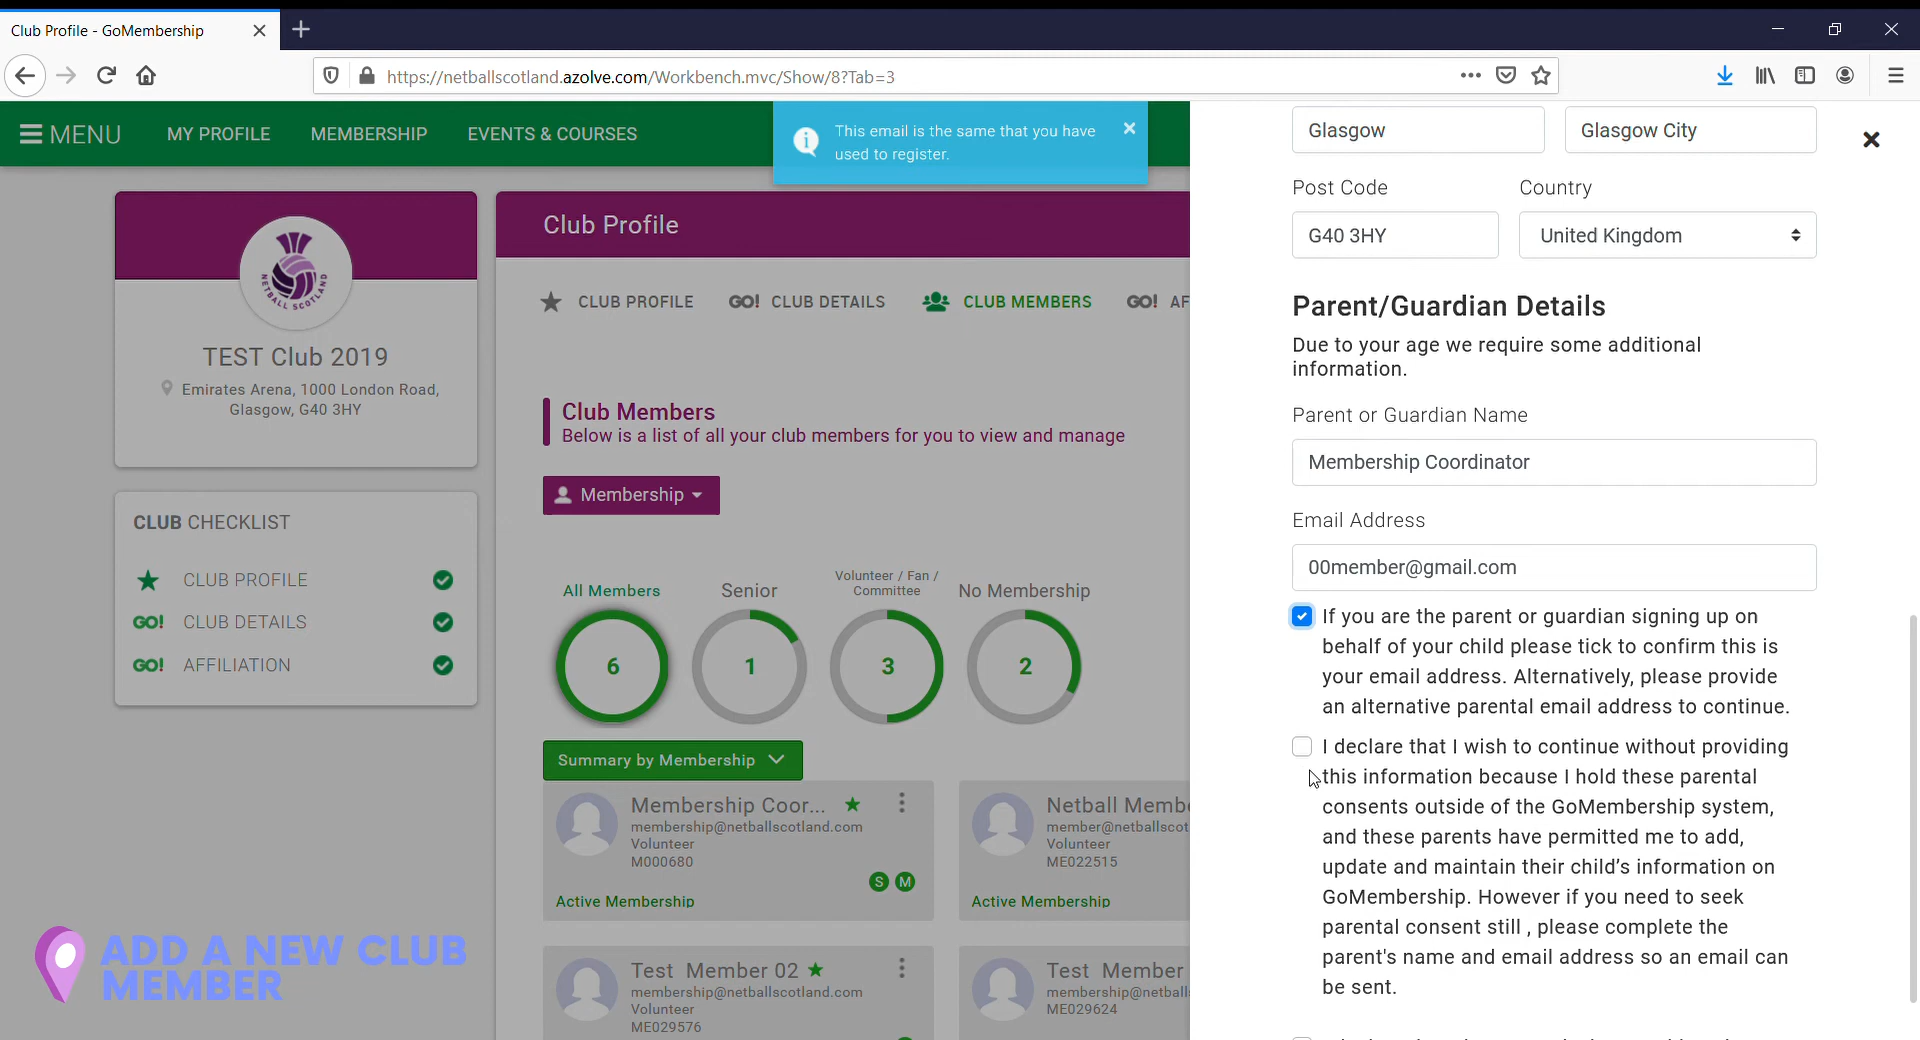 Club Profile - GoMembership
https://netballscotland.azolve.com/Workbench.mvc/Show/8?Tab=3
MENU
MY PROFILE
MEMBERSHIP
EVENTS & COURSES
This email is the same that you have
used to register.
NETBALL SCOTLAND
TEST Club 2019
Emirates Arena, 1000 London Road,
Glasgow, G40 3HY
CLUB CHECKLIST
CLUB PROFILE
GO! CLUB DETAILS
GO! AFFILIATION
Club Profile
CLUB PROFILE
GO! CLUB DETAILS
CLUB MEMBERS
GO! AF
Club Members
Below is a list of all your club members for you to view and manage
Membership
All Members
Senior
Volunteer / Fan /
Committee
No Membership
6
1
3
2
Summary by Membership
Membership Coor...
membership@netballscotland.com
Volunteer
M000680
S M
Active Membership
Netball Membe
member@netballscot
Volunteer
ME022515
Active Membership
Test Member 02
membership@netballscotland.com
Volunteer
ME029576
Test Member
membership@netball
ME029624
ADD A NEW CLUB
MEMBER
Glasgow
Glasgow City
Post Code
Country
G40 3HY
United Kingdom
Parent/Guardian Details
Due to your age we require some additional
information.
Parent or Guardian Name
Membership Coordinator
Email Address
00member@gmail.com
If you are the parent or guardian signing up on
behalf of your child please tick to confirm this is
your email address. Alternatively, please provide
an alternative parental email address to continue.
I declare that I wish to continue without providing
this information because I hold these parental
consents outside of the GoMembership system,
and these parents have permitted me to add,
update and maintain their child’s information on
GoMembership. However if you need to seek
parental consent still , please complete the
parent's name and email address so an email can
be sent.